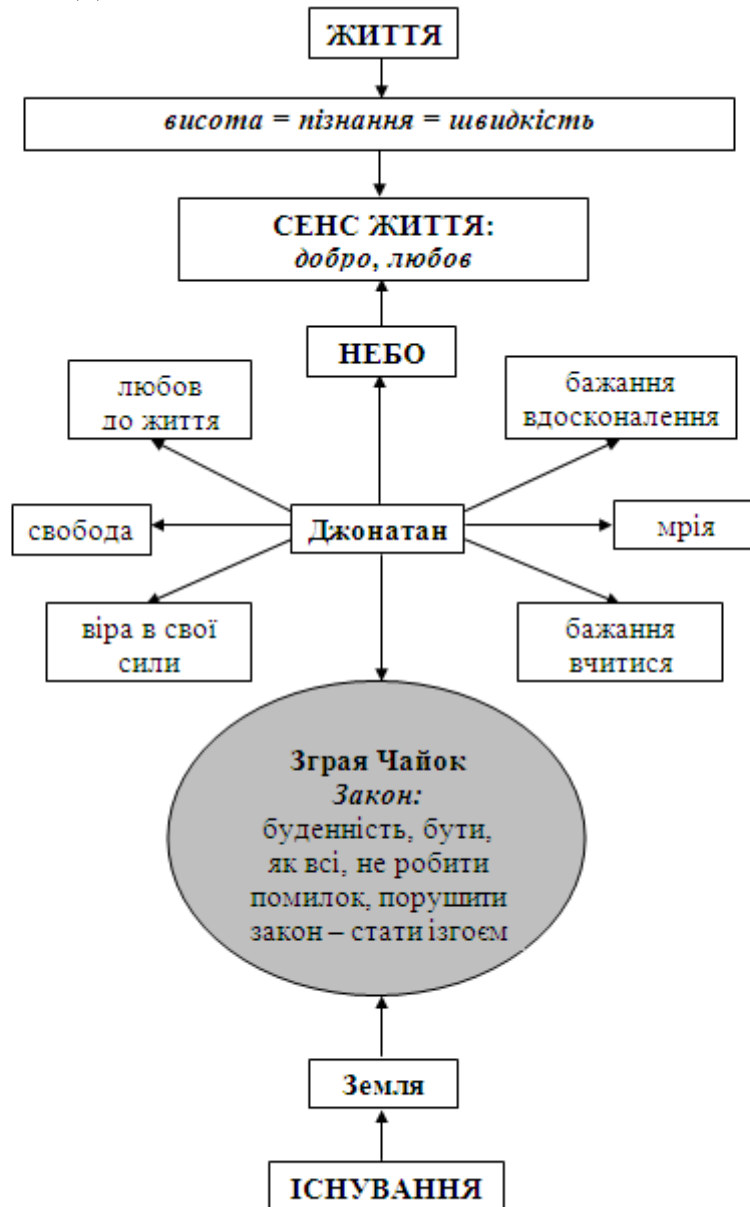 ЖИТТЯ
висота = пізнання = швидкість
СЕНС ЖИТТЯ:
добро, любов
НЕБО
любов
до життя
бажання
вдосконалення
свобода
Джонатан
мрія
віра в свої
сили
бажання
вчитися
Зграя Чайок
Закон:
буденність, бути,
як всі, не робити
помилок, порушити
закон – стати ізгоєм
Земля
ІСНУВАННЯ